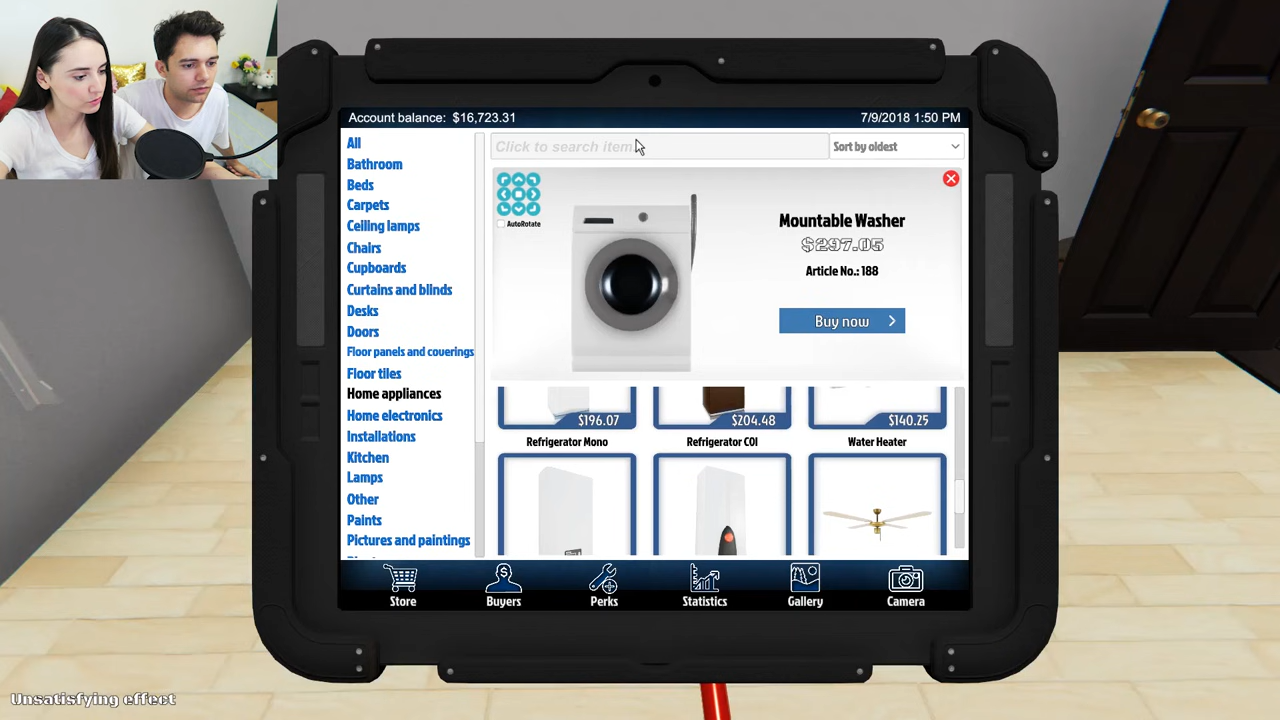 Account balance: $16,723.31
7/9/2018 1:50 PM
All
Bathroom
Beds
Carpets
Ceiling lamps
Chairs
Cupboards
Curtains and blinds
Desks
Doors
Floor panels and coverings
Floor tiles
Home appliances
Home electronics
Installations
Kitchen
Lamps
Other
Paints
Pictures and paintings
Click to search item
Sort by oldest
AutoRotate
Mountable Washer
$297.05
Article No.: 188
Buy now
$196.07
$204.48
$140.25
Refrigerator Mono
Refrigerator COI
Water Heater
Store
Buyers
Perks
Statistics
Gallery
Camera
Unsatisfying effect